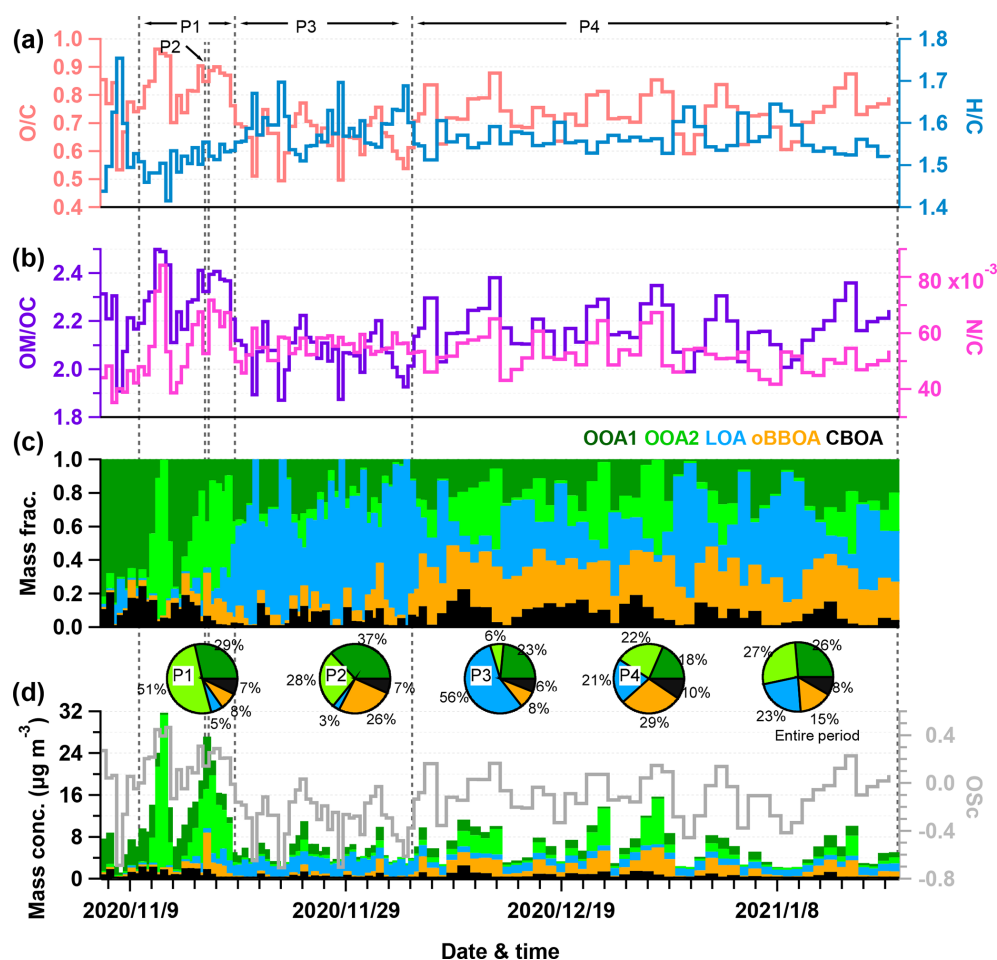 P1
P3
P4
P2
(a)
1.0
0.9
0.8
0.7
0.6
0.5
0.4
O/C
1.8
1.7
1.6
1.5
1.4
H/C
(b)
2.4
2.2
2.0
1.8
OM/OC
80 x10-3
60
40
N/C
(c)
OOA1 OOA2 LOA oBBOA CBOA
1.0
0.8
0.6
0.4
0.2
0.0
Mass frac.
P1
29%
51%
7%
8%
5%
P2
37%
28%
7%
3%
26%
P3
6%
23%
56%
6%
8%
P4
22%
18%
21%
10%
29%
26%
27%
8%
23%
15%
Entire period
(d)
32
24
16
8
0
Mass conc. (µg m-3)
0.4
0.0
-0.4
-0.8
OSc
2020/11/9 2020/11/29 2020/12/19 2021/1/8
Date & time